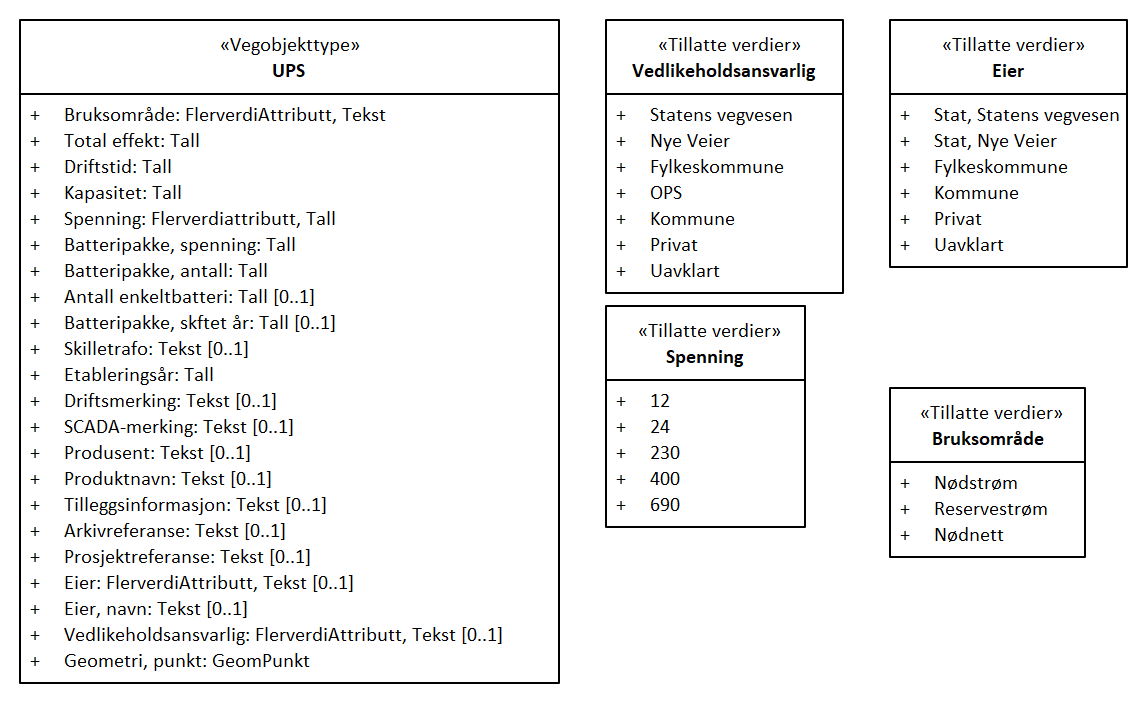 «Vegobjekttype»
UPS
+ Bruksområde: FlerverdiAttributt, Tekst
+ Total effekt: Tall
+ Driftstid: Tall
+ Kapasitet: Tall
+ Spenning: Flerverdiattributt, Tall
+ Batteripakke, spenning: Tall
+ Batteripakke, antall: Tall
+ Antall enkeltbatteri: Tall [0..1]
+ Batteripakke, skftet år: Tall [0..1]
+ Skilletrafo: Tekst [0..1]
+ Etableringsår: Tall
+ Driftsmerking: Tekst [0..1]
+ SCADA-merking: Tekst [0..1]
+ Produsent: Tekst [0..1]
+ Produktnavn: Tekst [0..1]
+ Tilleggsinformasjon: Tekst [0..1]
+ Arkivreferanse: Tekst [0..1]
+ Prosjektreferanse: Tekst [0..1]
+ Eier: FlerverdiAttributt, Tekst [0..1]
+ Eier, navn: Tekst [0..1]
+ Vedlikeholdsansvarlig: FlerverdiAttributt, Tekst [0..1]
+ Geometri, punkt: GeomPunkt
«Tillatte verdier»
Vedlikeholdsansvarlig
+ Statens vegvesen
+ Nye Veier
+ Fylkeskommune
+ OPS
+ Kommune
+ Privat
+ Uavklart
«Tillatte verdier»
Eier
+ Stat, Statens vegvesen
+ Stat, Nye Veier
+ Fylkeskommune
+ Kommune
+ Privat
+ Uavklart
«Tillatte verdier»
Spenning
+ 12
+ 24
+ 230
+ 400
+ 690
«Tillatte verdier»
Bruksområde
+ Nødstrøm
+ Reservestrøm
+ Nødnett